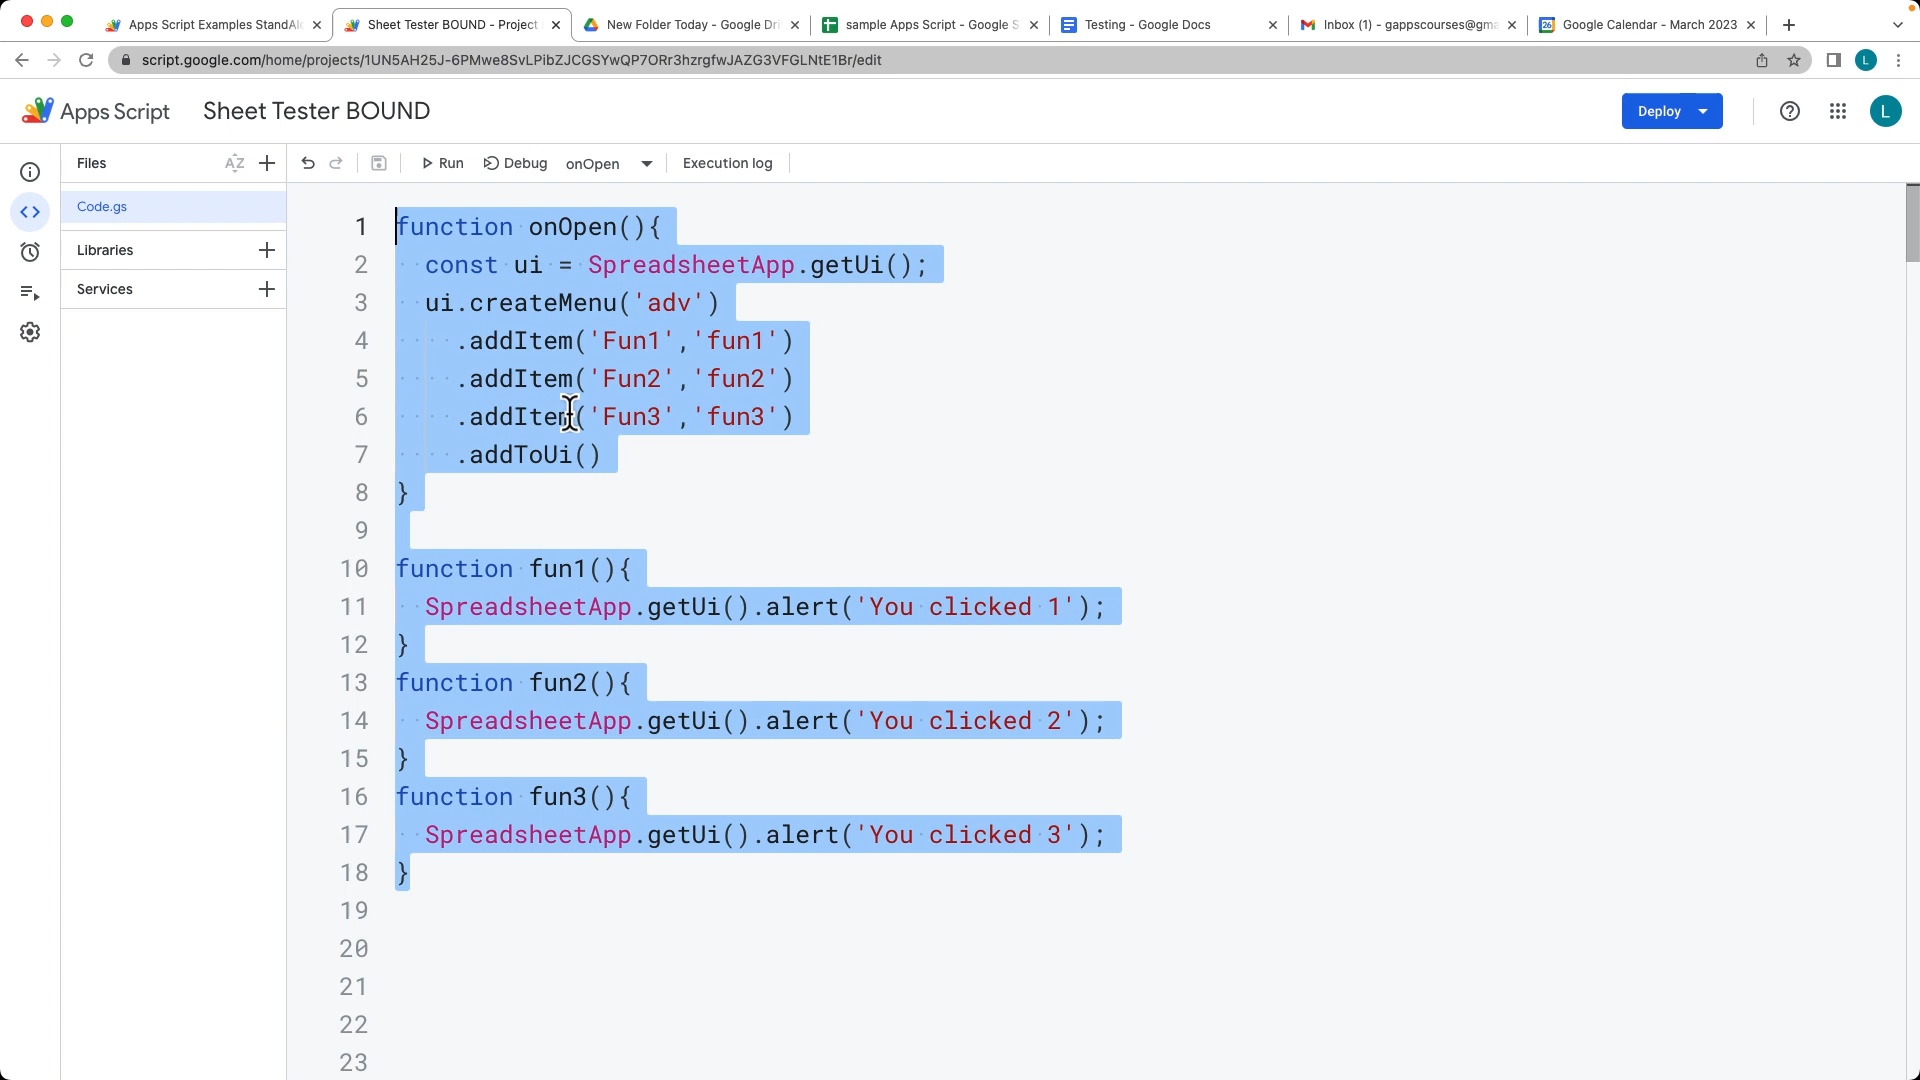 Apps Script Examples StandAl
Sheet Tester BOUND - Project
New Folder Today - Google Dri
sample Apps Script - Google S
Testing - Google Docs
Inbox (1) - gappscourses@gma
Google Calendar - March 2023
script.google.com/home/projects/1UN5AH25J-6PMwe8SvLPibZJCGSYwQP7ORr3hzrgfwJAZG3VFGLNtE1Br/edit
L
Apps Script
Sheet Tester BOUND
Deploy
L
Files
AZ
Run
Debug
onOpen
Execution log
Code.gs
Libraries
Services
1 function onOpen(){
2 const ui = SpreadsheetApp.getUi();
3 ui.createMenu('adv')
4 .addItem('Fun1','fun1')
5 .addItem('Fun2','fun2')
6 .addItem('Fun3','fun3')
7 .addToUi()
8 }
9
10 function fun1(){
11 SpreadsheetApp.getUi().alert('You clicked 1');
12 }
13 function fun2(){
14 SpreadsheetApp.getUi().alert('You clicked 2');
15 }
16 function fun3(){
17 SpreadsheetApp.getUi().alert('You clicked 3');
18 }
19
20
21
22
23